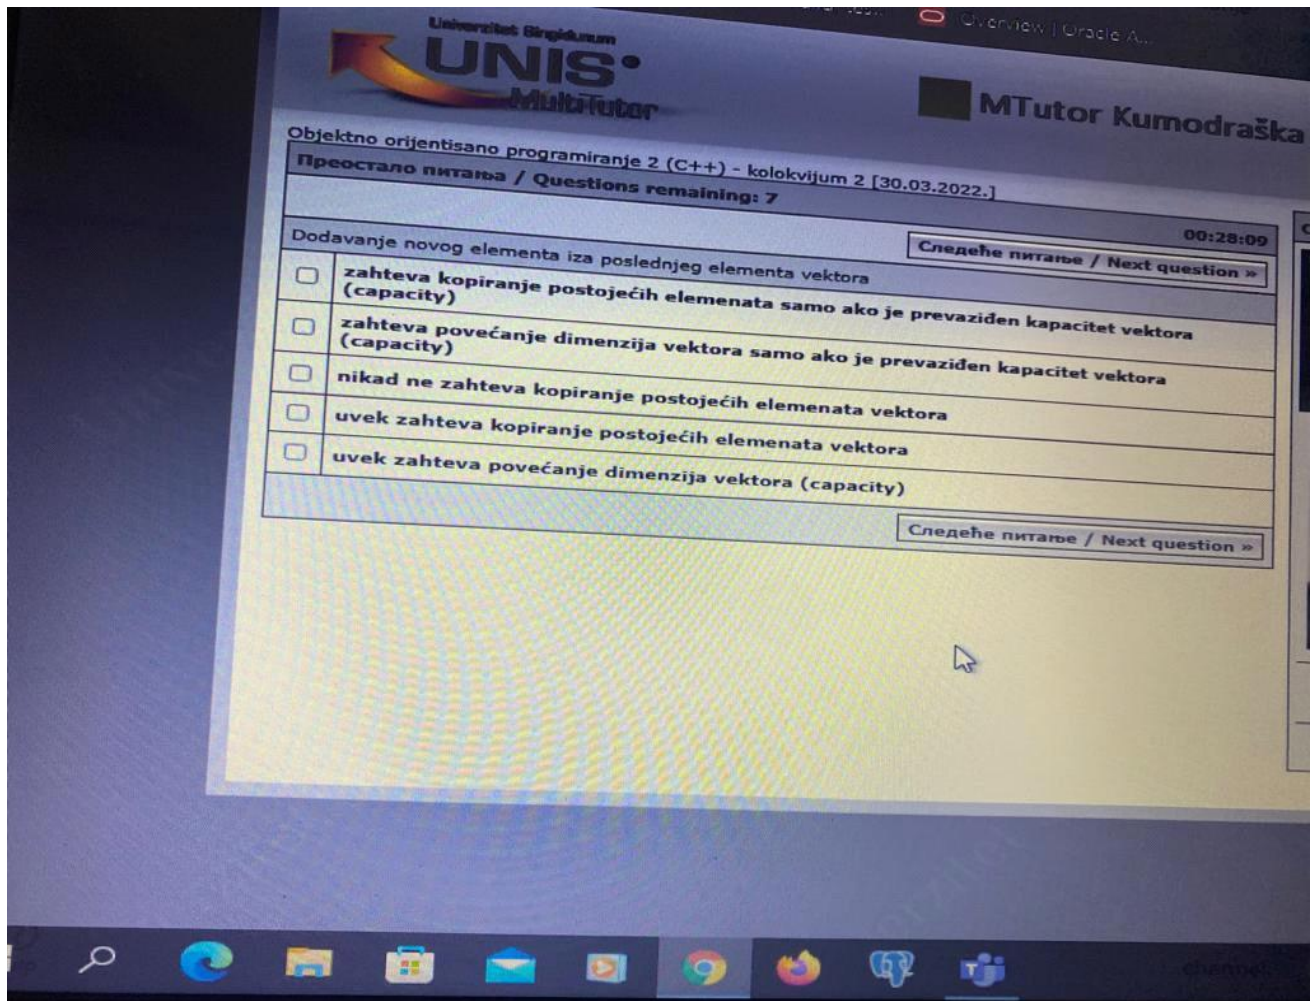 Overview | Oracle A...
Univerzitet Singidunum
UNIS
MultiTutor
MTutor Kumodraška
Objektno orijentisano programiranje 2 (C++) - kolokvijum 2 [30.03.2022.]
Преостало питања / Questions remaining: 7
00:28:09
Следеће питање / Next question »
Dodavanje novog elementa iza poslednjeg elementa vektora
zahteva kopiranje postojećih elemenata samo ako je prevaziđen kapacitet vektora
(capacity)
zahteva povećanje dimenzija vektora samo ako je prevaziđen kapacitet vektora
(capacity)
nikad ne zahteva kopiranje postojećih elemenata vektora
uvek zahteva kopiranje postojećih elemenata vektora
uvek zahteva povećanje dimenzija vektora (capacity)
Следеће питање / Next question »
channel